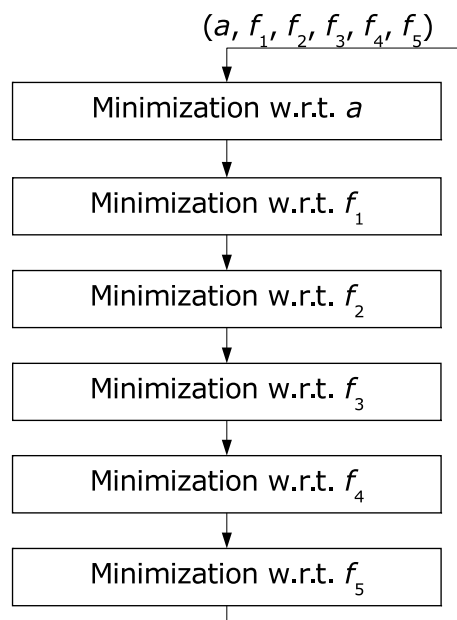 (a, f₁, f₂, f₃, f₄, f₅)
Minimization w.r.t. a
Minimization w.r.t. f₁
Minimization w.r.t. f₂
Minimization w.r.t. f₃
Minimization w.r.t. f₄
Minimization w.r.t. f₅